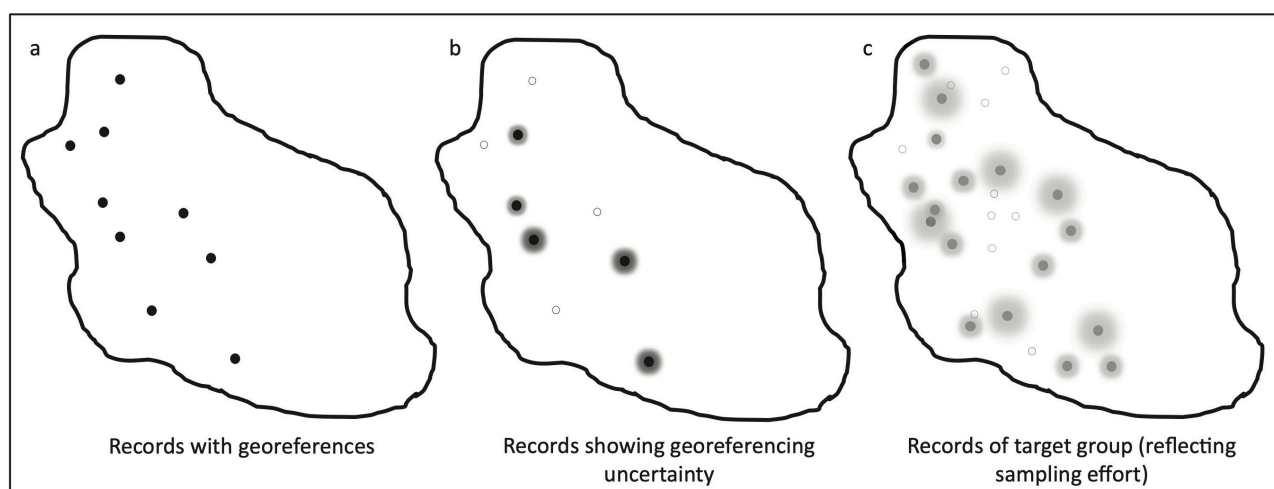 a
b
c
Records with georeferences
Records showing georeferencing
uncertainty
Records of target group (reflecting
sampling effort)